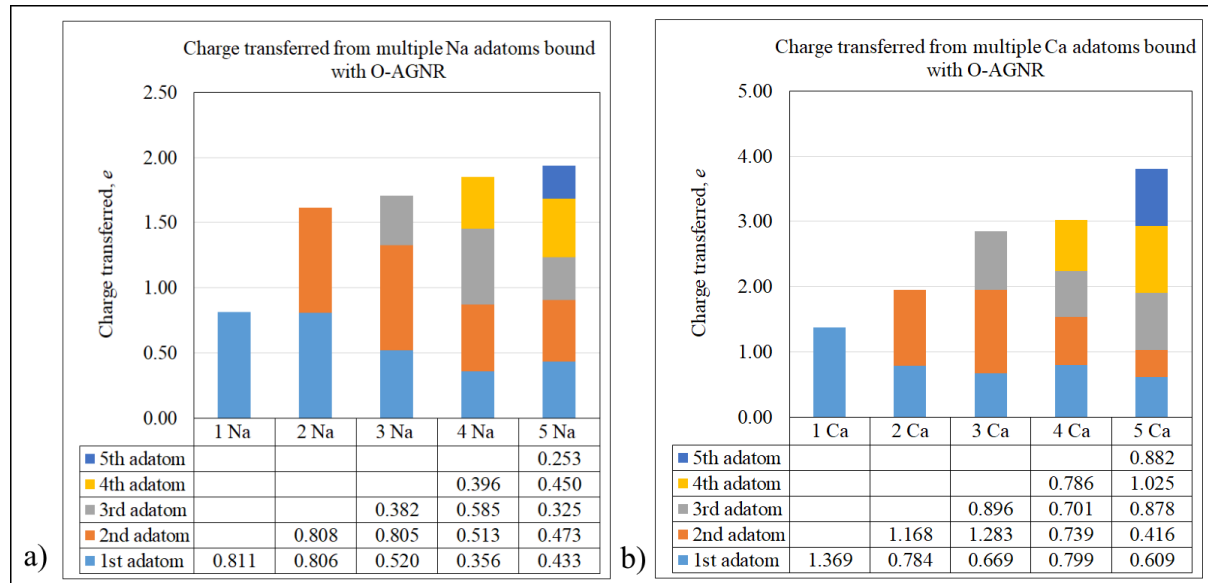 Charge transferred from multiple Na adatoms bound
with O-AGNR
Charge transferred, e
2.50
2.00
1.50
1.00
0.50
0.00
1 Na 2 Na 3 Na 4 Na 5 Na
5th adatom 0.253
4th adatom 0.396 0.450
3rd adatom 0.382 0.585 0.325
2nd adatom 0.808 0.805 0.513 0.473
1st adatom 0.811 0.806 0.520 0.356 0.433
a)
Charge transferred from multiple Ca adatoms bound
with O-AGNR
Charge transferred, e
5.00
4.00
3.00
2.00
1.00
0.00
1 Ca 2 Ca 3 Ca 4 Ca 5 Ca
5th adatom 0.882
4th adatom 0.786 1.025
3rd adatom 0.896 0.701 0.878
2nd adatom 1.168 1.283 0.739 0.416
1st adatom 1.369 0.784 0.669 0.799 0.609
b)